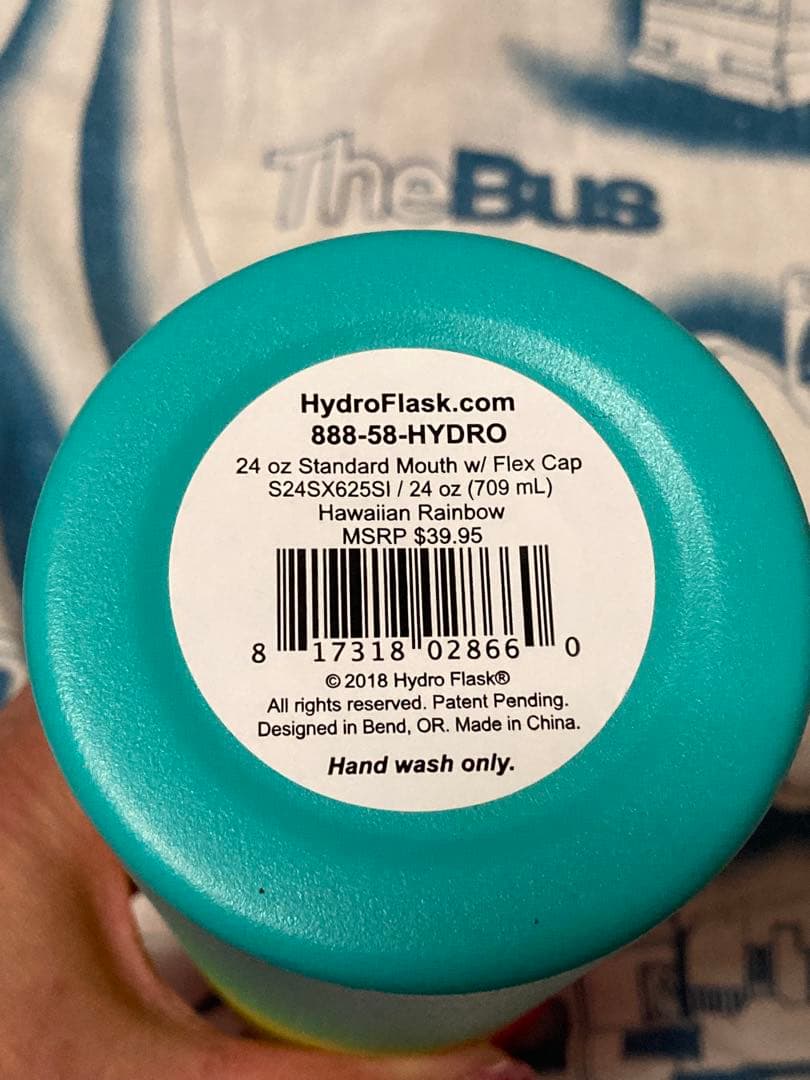 TheBus
HydroFlask.com
888-58-HYDRO
24 oz Standard Mouth w/ Flex Cap
S24SX625SI / 24 oz (709 mL)
Hawaiian Rainbow
MSRP $39.95
8 17318 02866 0
© 2018 Hydro Flask®
All rights reserved. Patent Pending.
Designed in Bend, OR. Made in China.
Hand wash only.